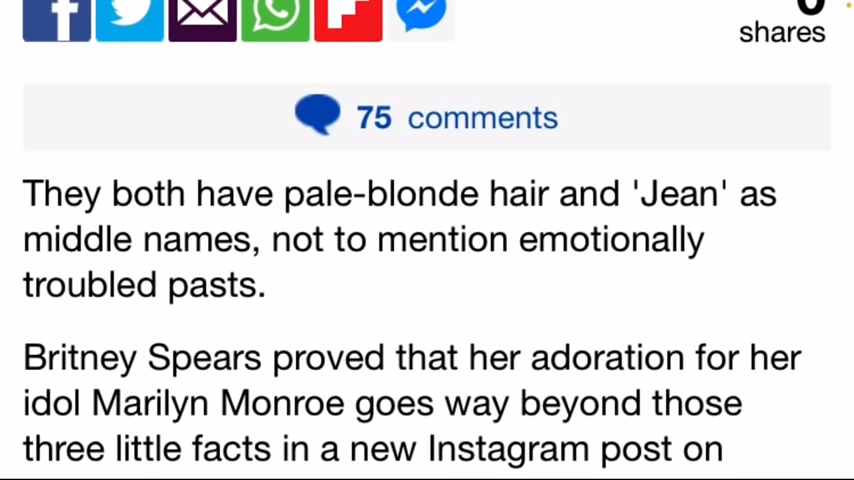 shares
75 comments
They both have pale-blonde hair and 'Jean' as
middle names, not to mention emotionally
troubled pasts.
Britney Spears proved that her adoration for her
idol Marilyn Monroe goes way beyond those
three little facts in a new Instagram post on